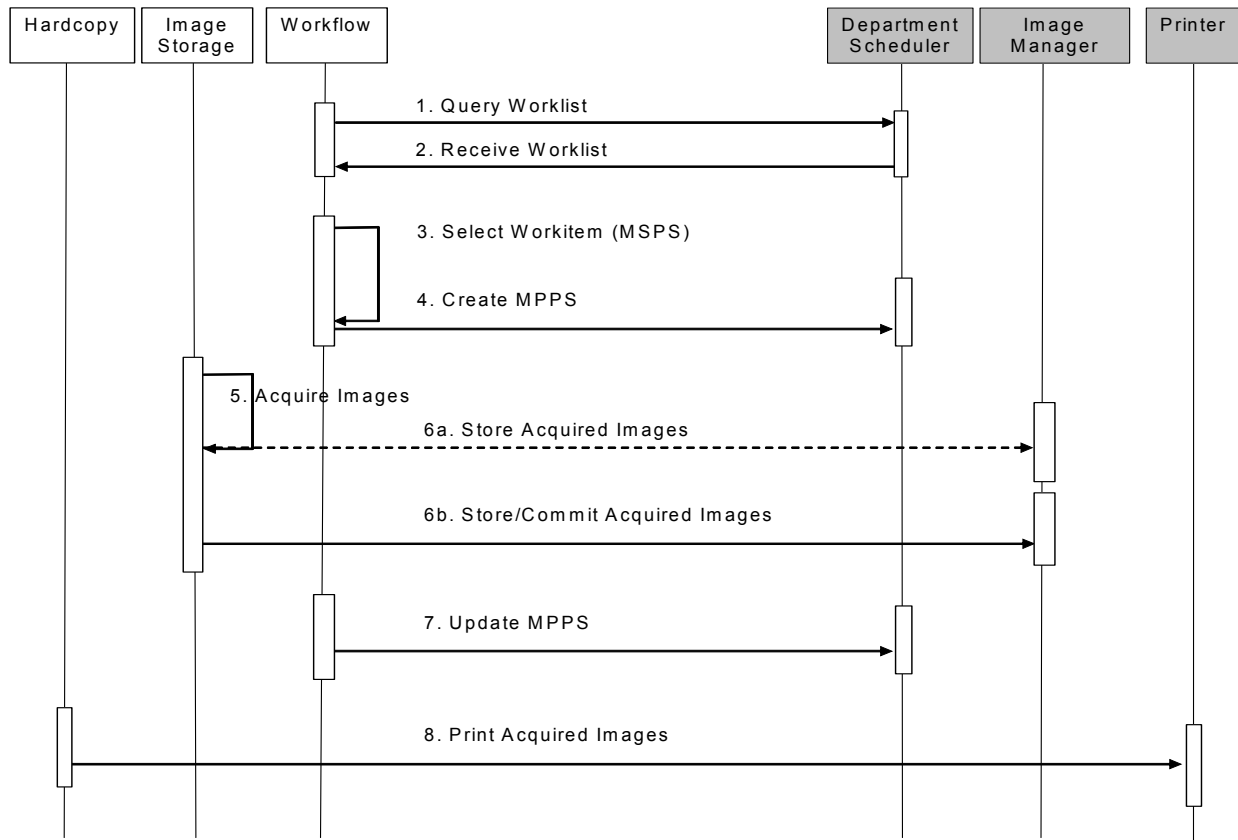 Hardcopy
Image
Storage
Workflow
Department
Scheduler
Image
Manager
Printer
1. Query Worklist
2. Receive Worklist
3. Select Workitem (MSPS)
4. Create MPPS
5. Acquire Images
6a. Store Acquired Images
6b. Store/Commit Acquired Images
7. Update MPPS
8. Print Acquired Images